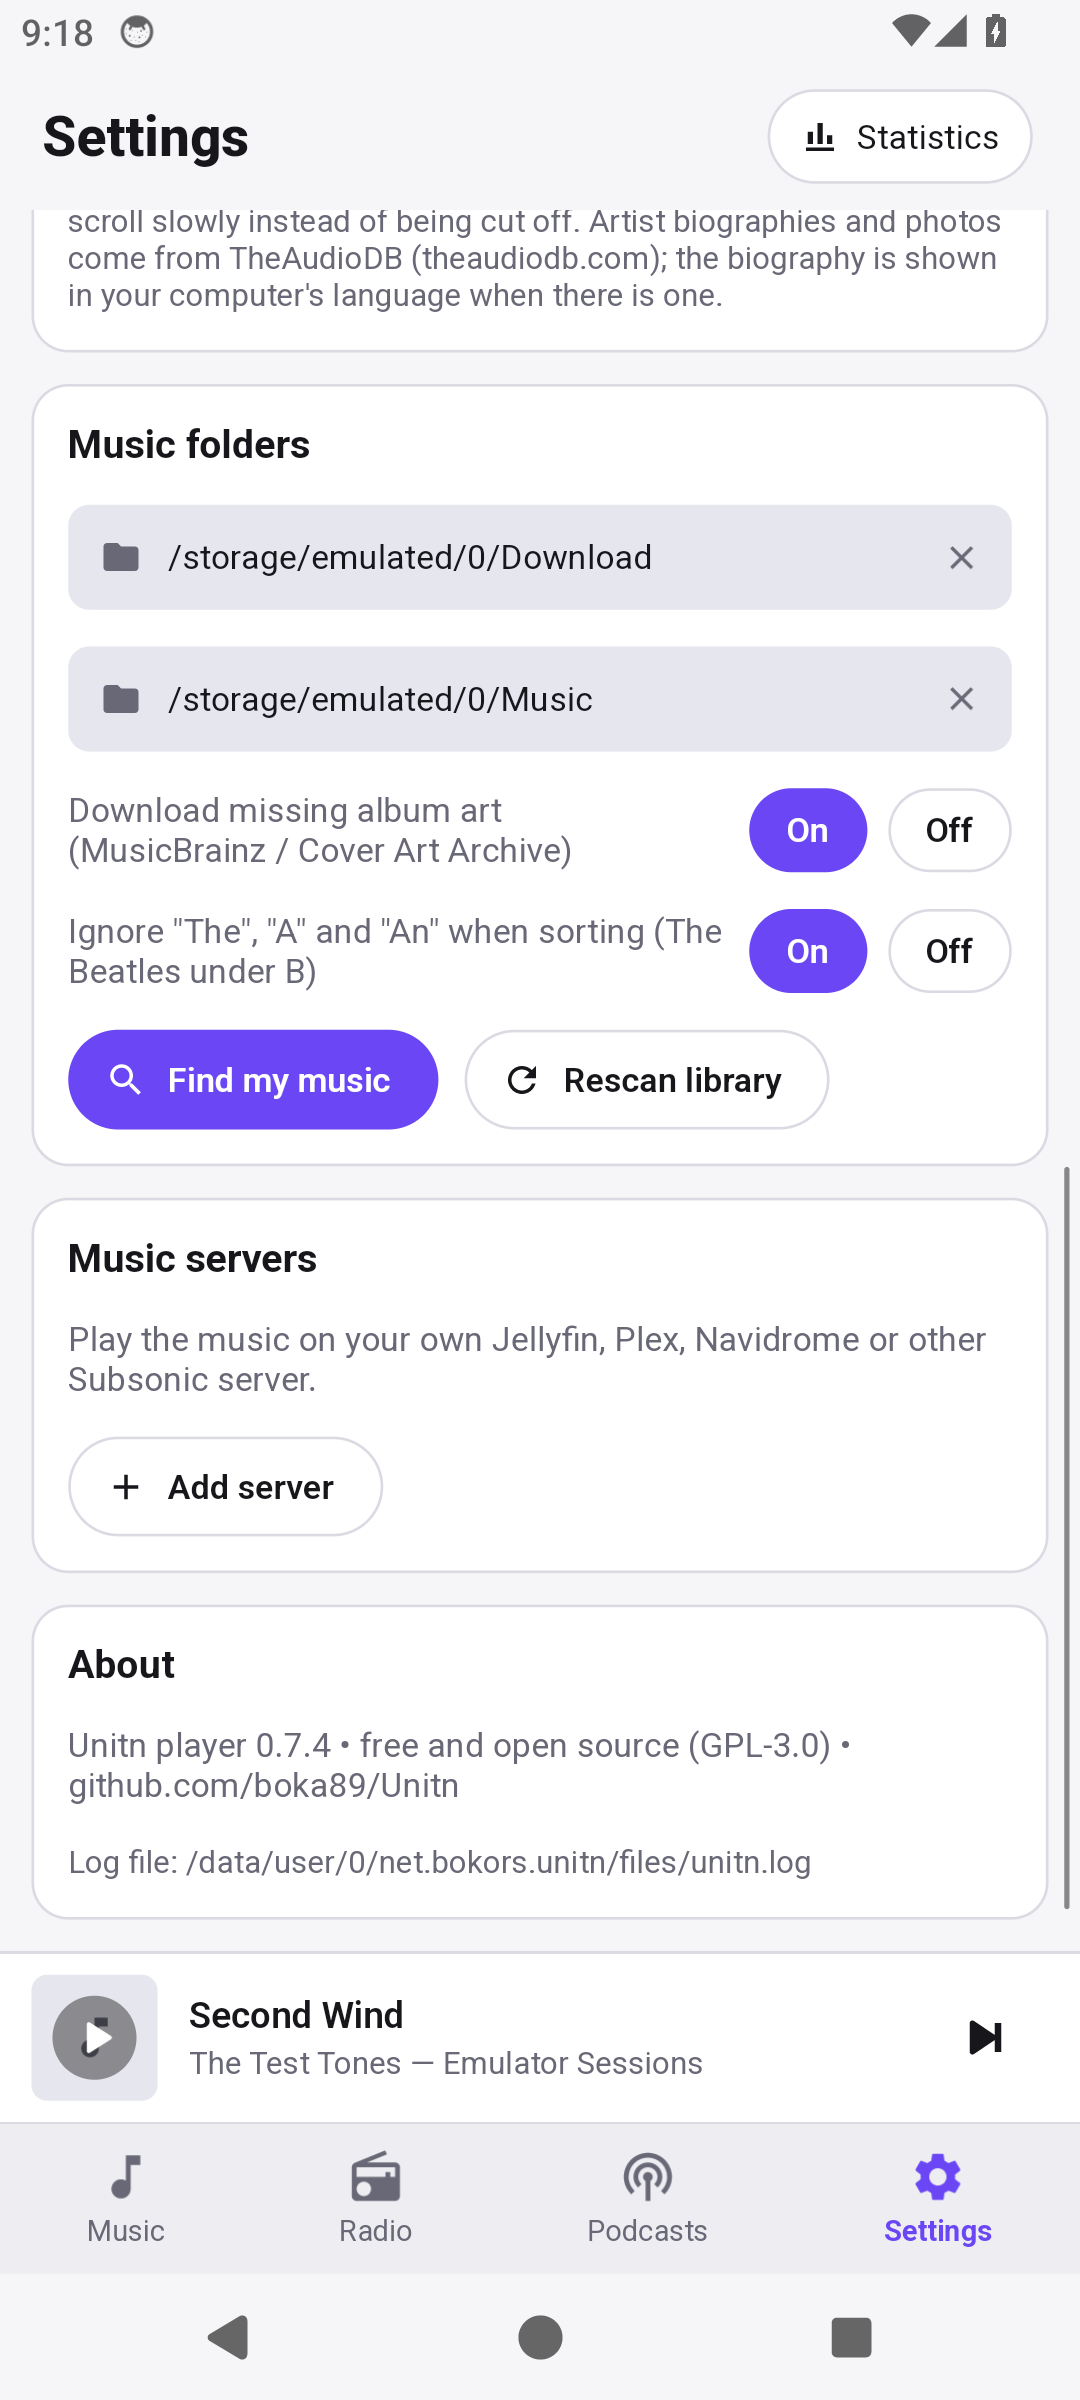 9:18
Settings
Statistics
scroll slowly instead of being cut off. Artist biographies and photos
come from TheAudioDB (theaudiodb.com); the biography is shown
in your computer's language when there is one.
Music folders
/storage/emulated/0/Download
/storage/emulated/0/Music
Download missing album art
(MusicBrainz / Cover Art Archive)
On
Off
Ignore "The", "A" and "An" when sorting (The
Beatles under B)
On
Off
Find my music
Rescan library
Music servers
Play the music on your own Jellyfin, Plex, Navidrome or other
Subsonic server.
Add server
About
Unitn player 0.7.4 • free and open source (GPL-3.0) •
github.com/boka89/Unitn
Log file: /data/user/0/net.bokors.unitn/files/unitn.log
Second Wind
The Test Tones — Emulator Sessions
Music
Radio
Podcasts
Settings